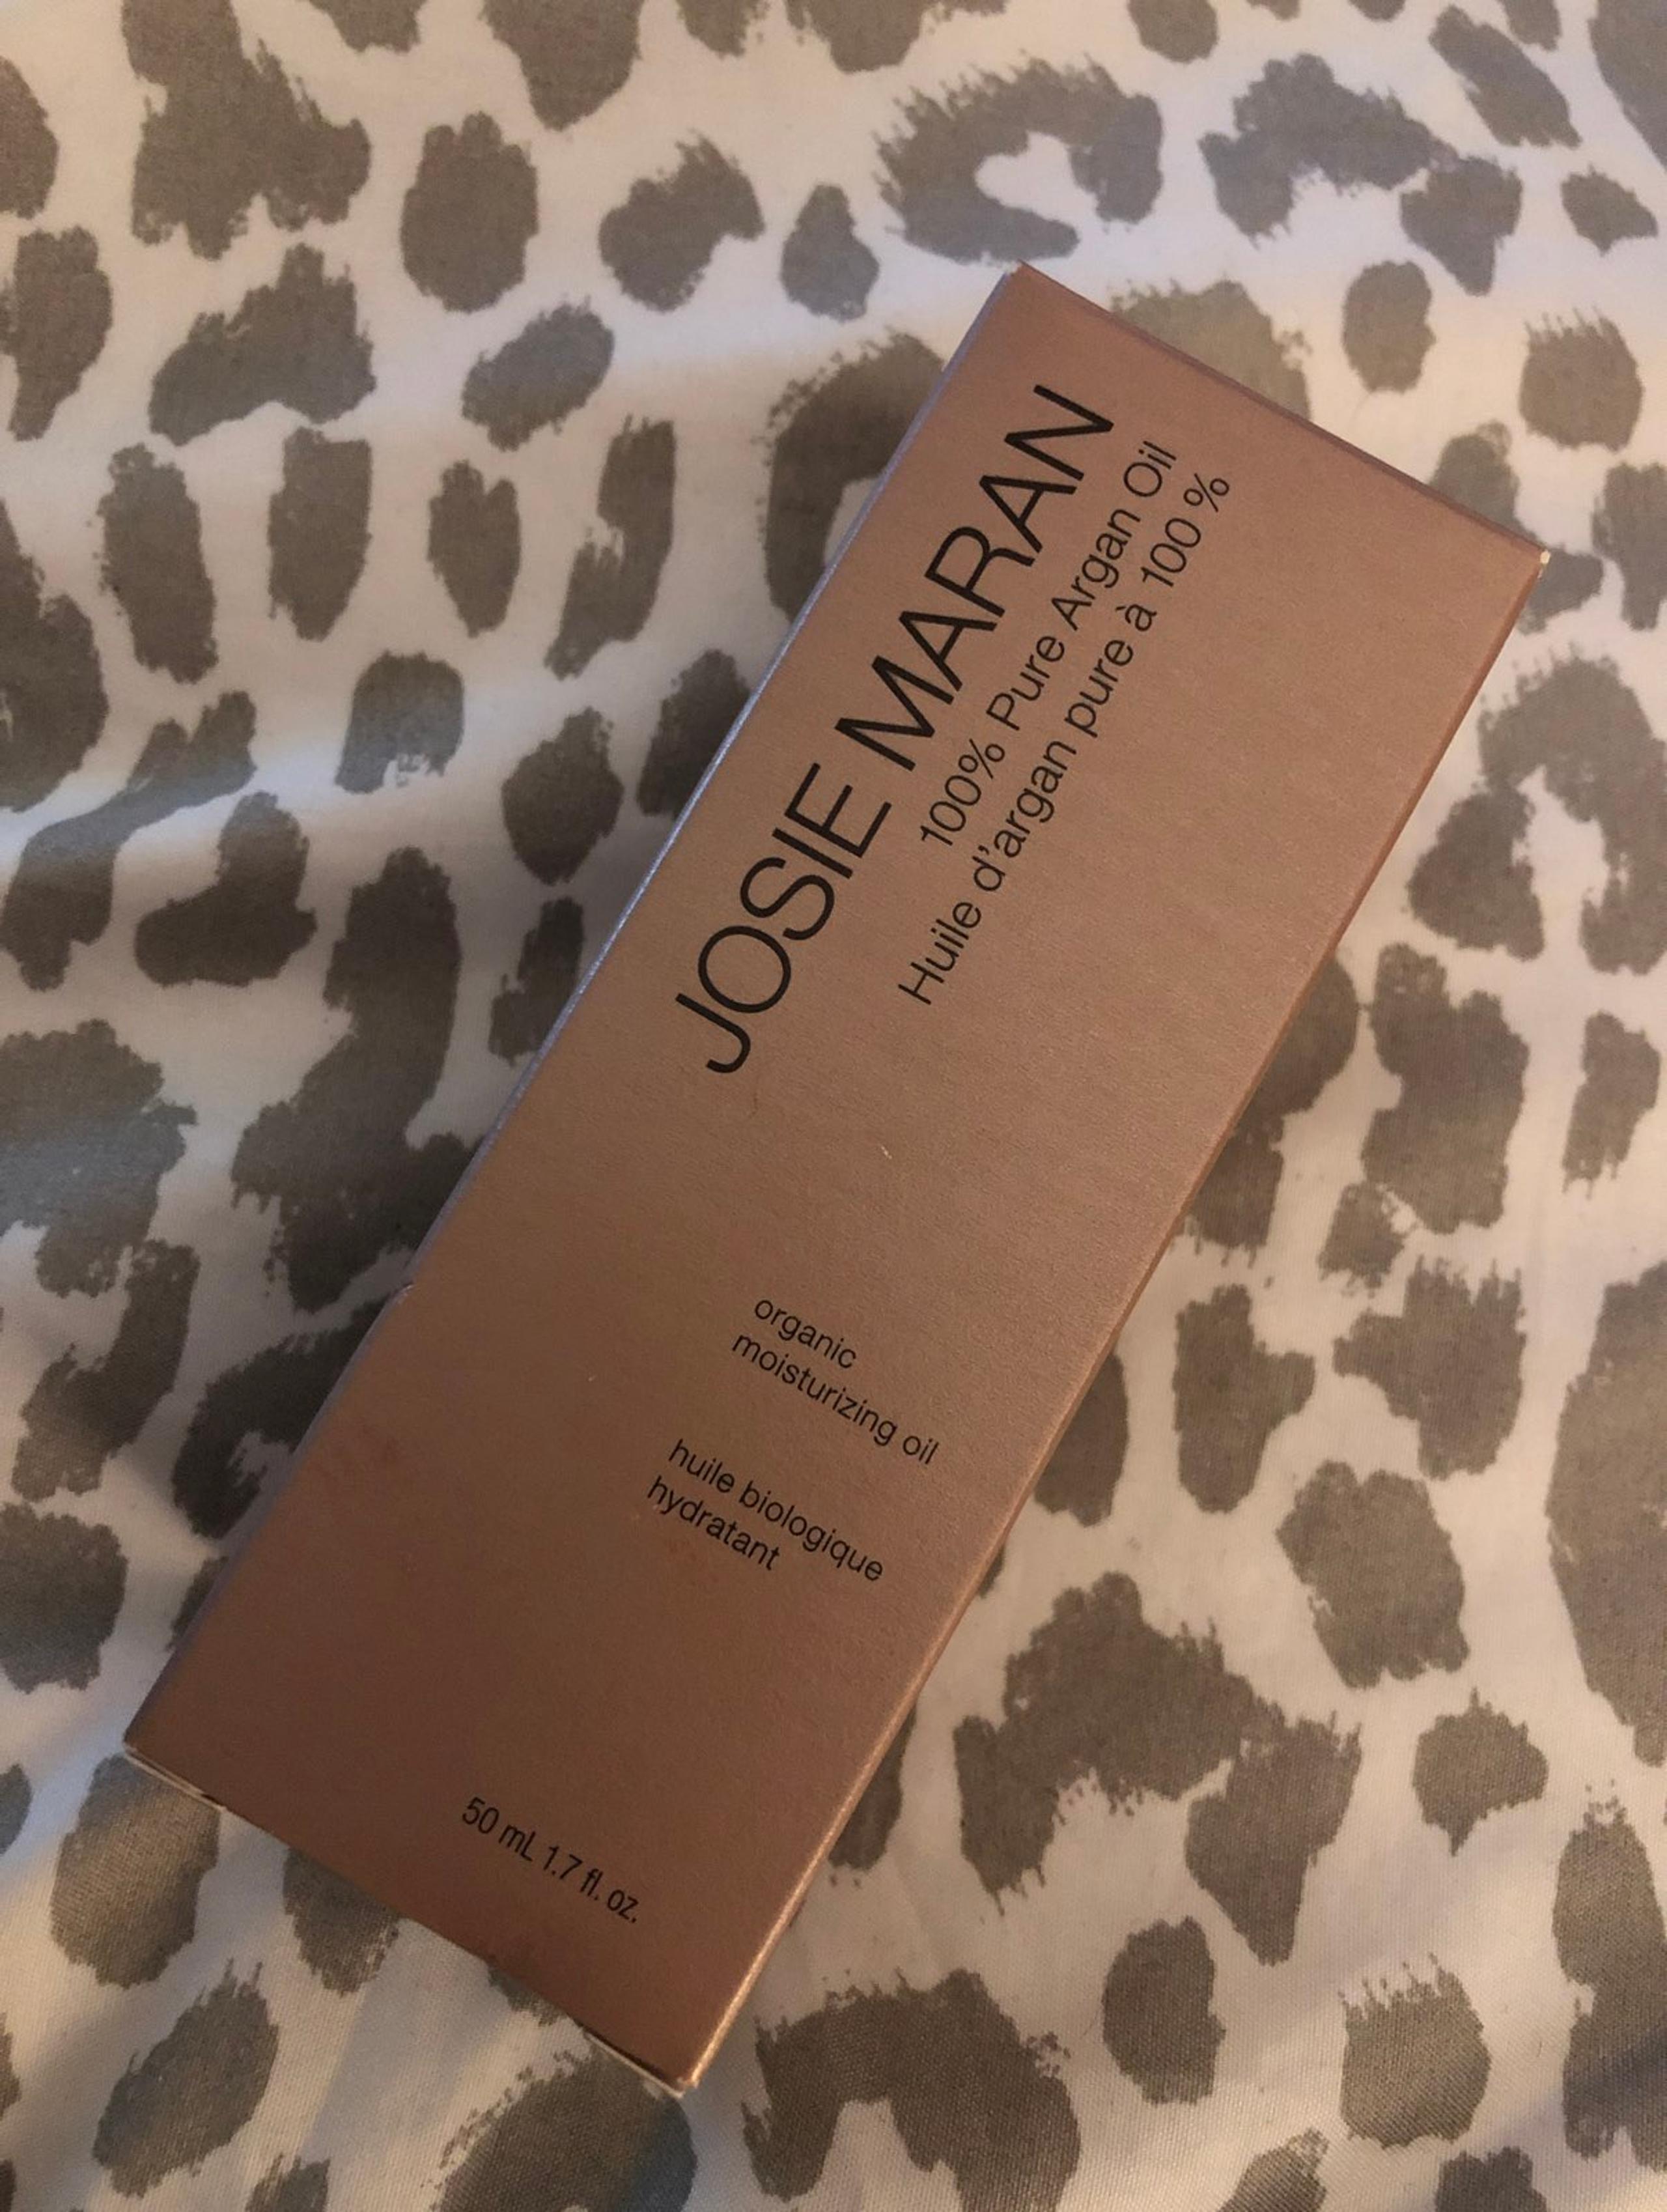 JOSIE MARAN
100% Pure Argan Oil
Huile d'argan pure à 100 %
organic
moisturizing oil
huile biologique
hydratant
50 mL 1.7 fl. oz.